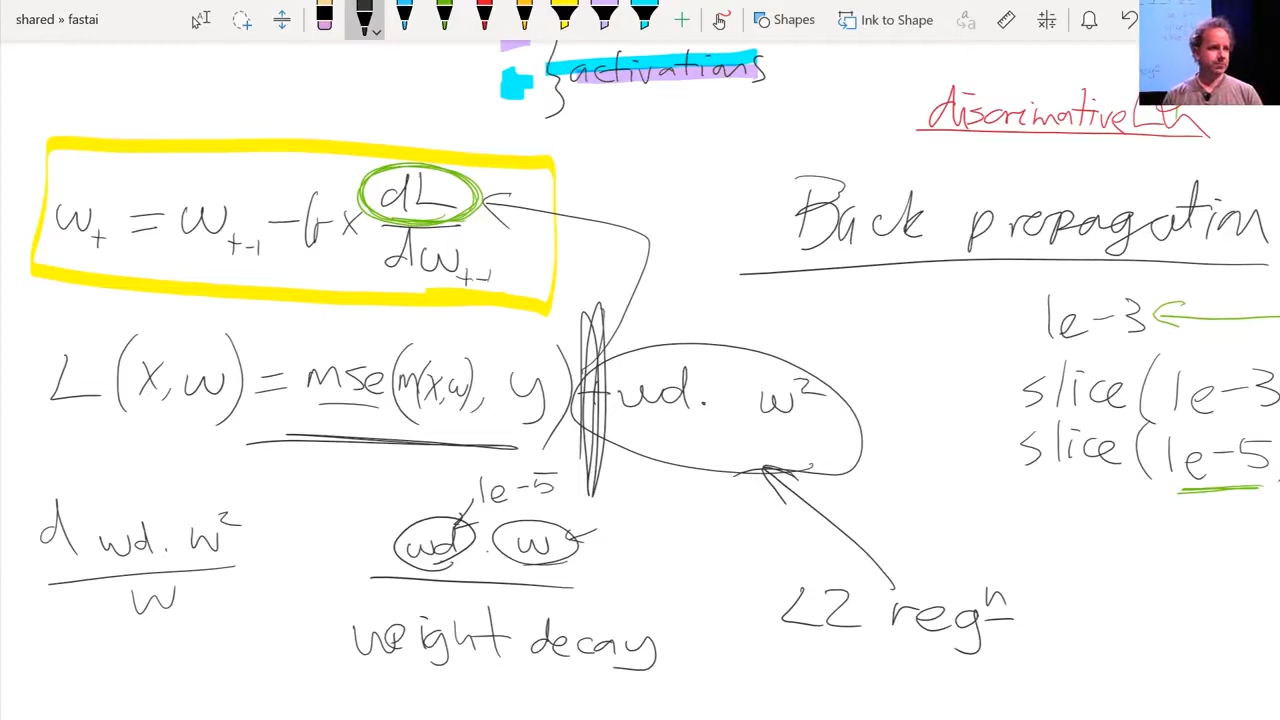 shared » fastai
Shapes
Ink to Shape
activations
discriminative LR
Back propagation
w_t = w_{t-1} - lr x dL / dw_{t-1}
1e-3
L(x,w) = mse(m(x,w), y) + wd. w²
slice(1e-3
slice(1e-5
1e-5
d wd. w² / w
wd . w
weight decay
L2 regⁿ